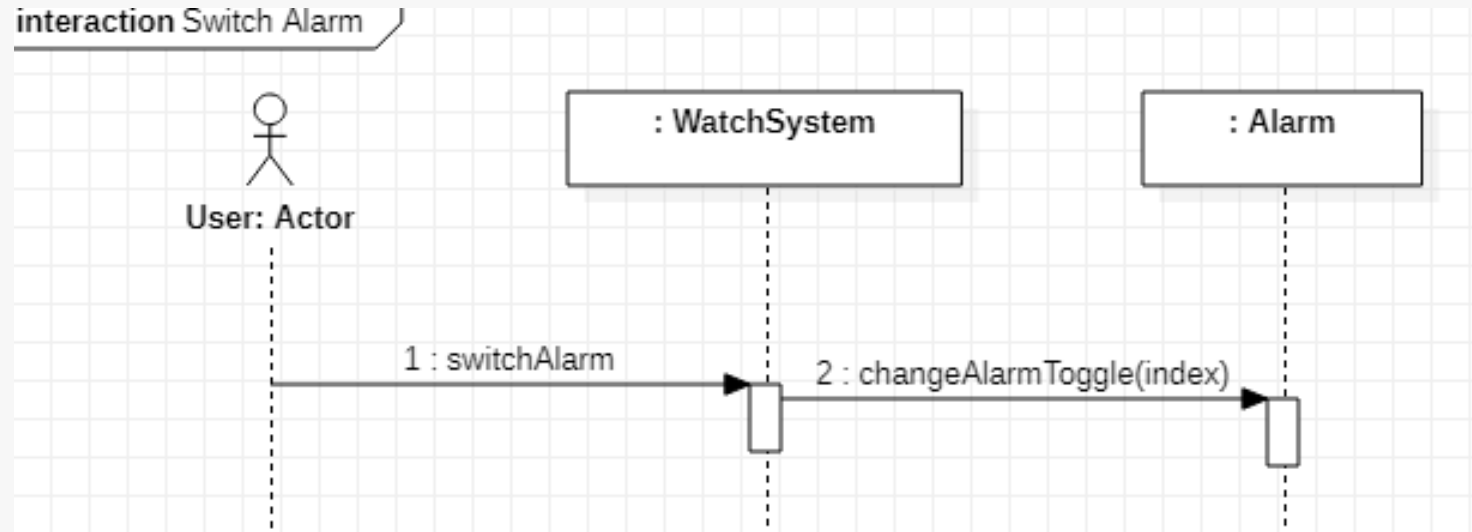 interaction Switch Alarm
: WatchSystem
: Alarm
User: Actor
1 : switchAlarm
2 : changeAlarmToggle(index)